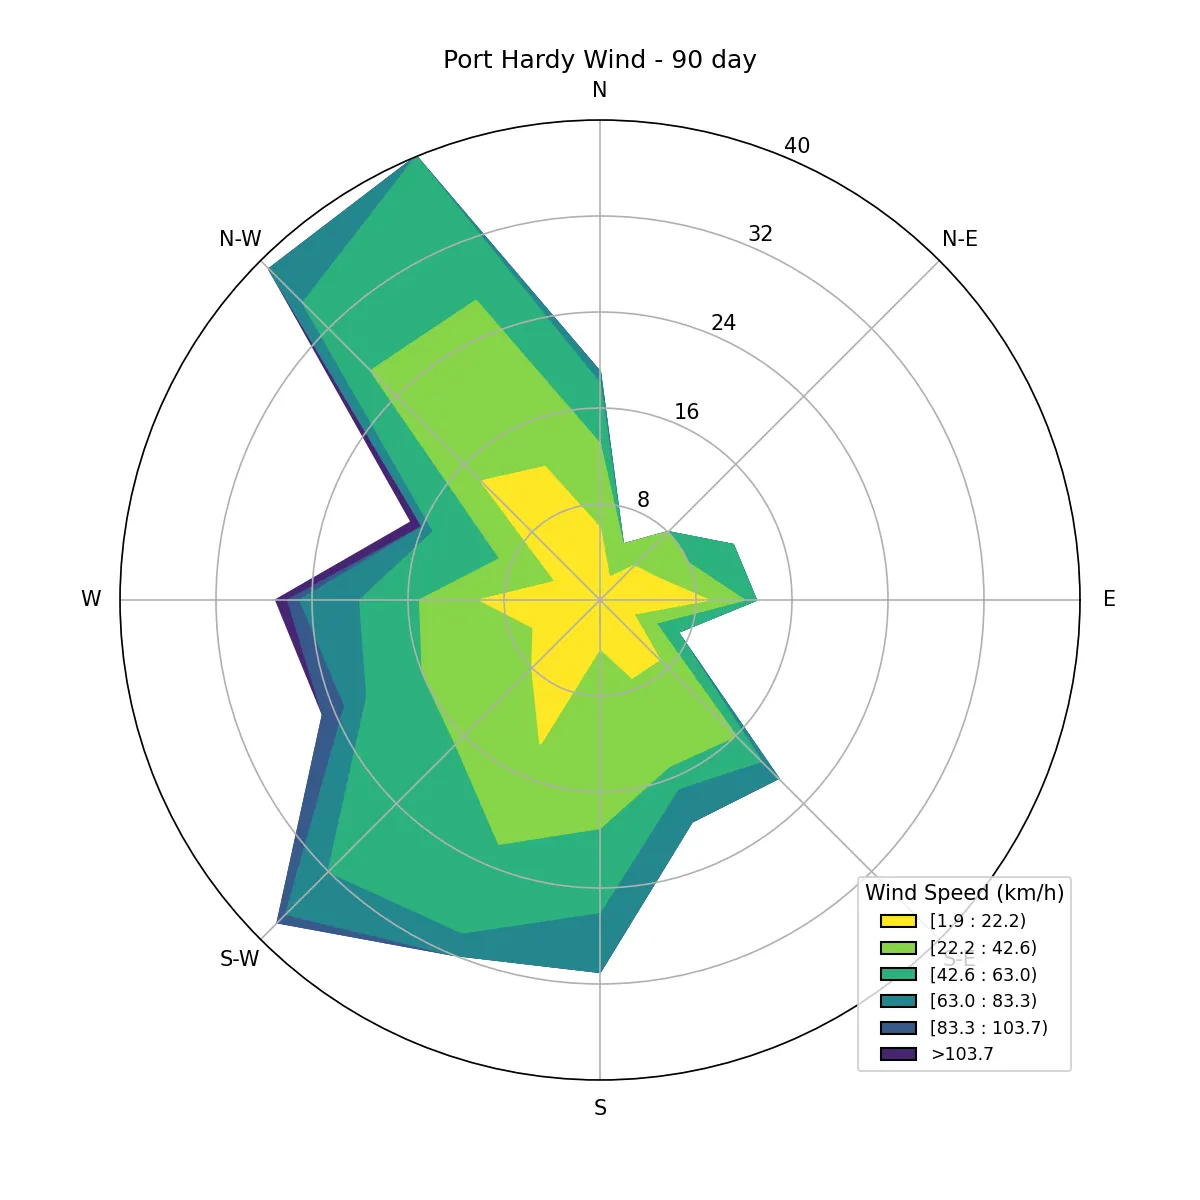 Port Hardy Wind - 90 day
N
40
N-W
N-E
32
24
16
8
W
E
S-W
S-E
Wind Speed (km/h)
[1.9 : 22.2)
[22.2 : 42.6)
[42.6 : 63.0)
[63.0 : 83.3)
[83.3 : 103.7)
>103.7
S